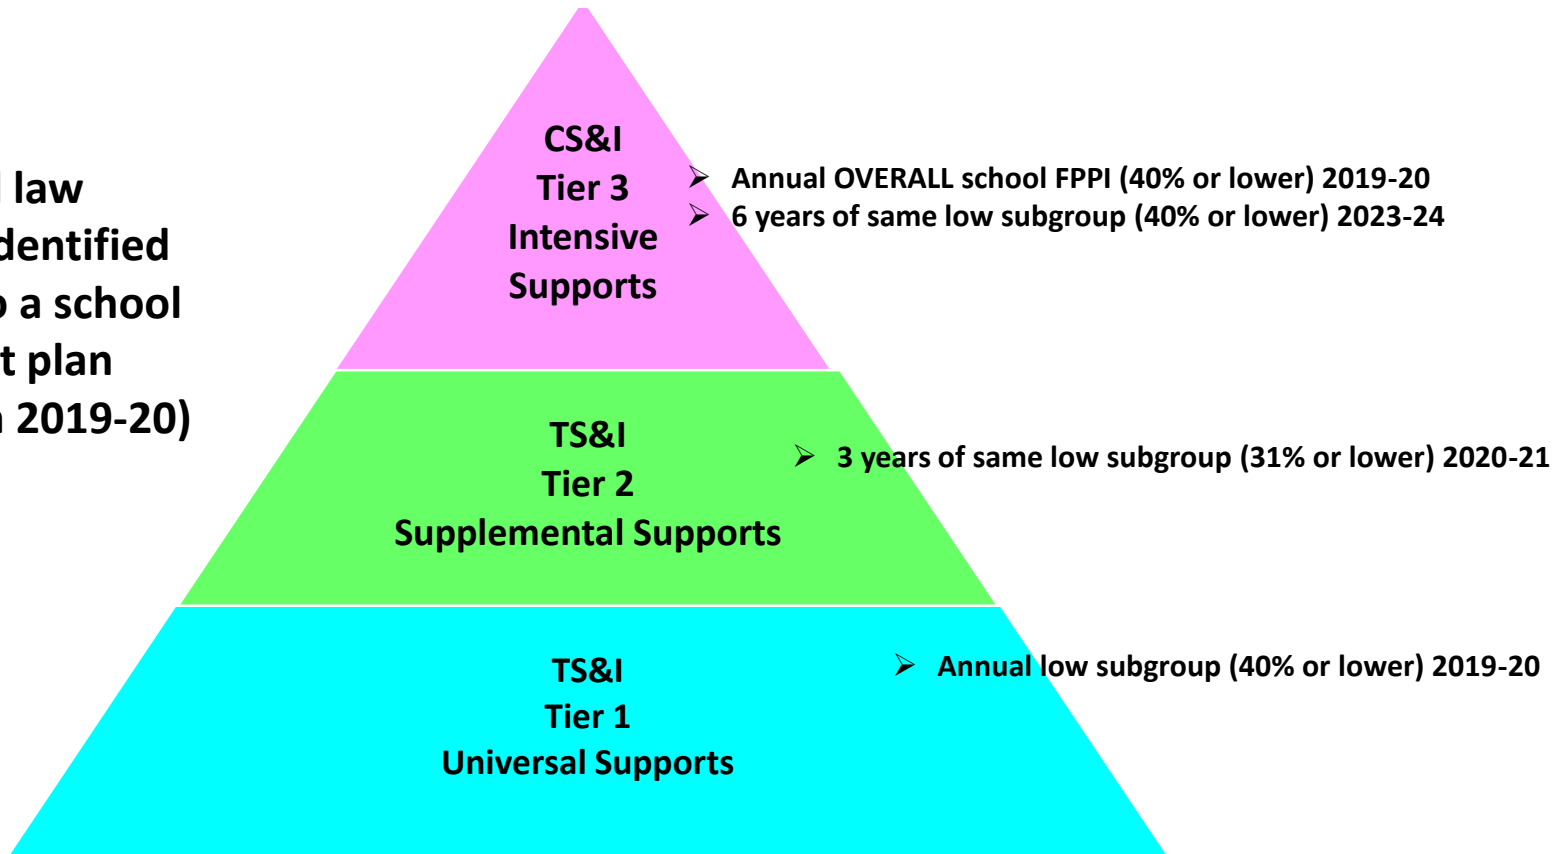 l law
dentified
o a school
t plan
n 2019-20)
CS&I
Tier 3
Intensive
Supports
➢ Annual OVERALL school FPPI (40% or lower) 2019-20
➢ 6 years of same low subgroup (40% or lower) 2023-24
TS&I
Tier 2
Supplemental Supports
➢ 3 years of same low subgroup (31% or lower) 2020-21
TS&I
Tier 1
Universal Supports
➢ Annual low subgroup (40% or lower) 2019-20